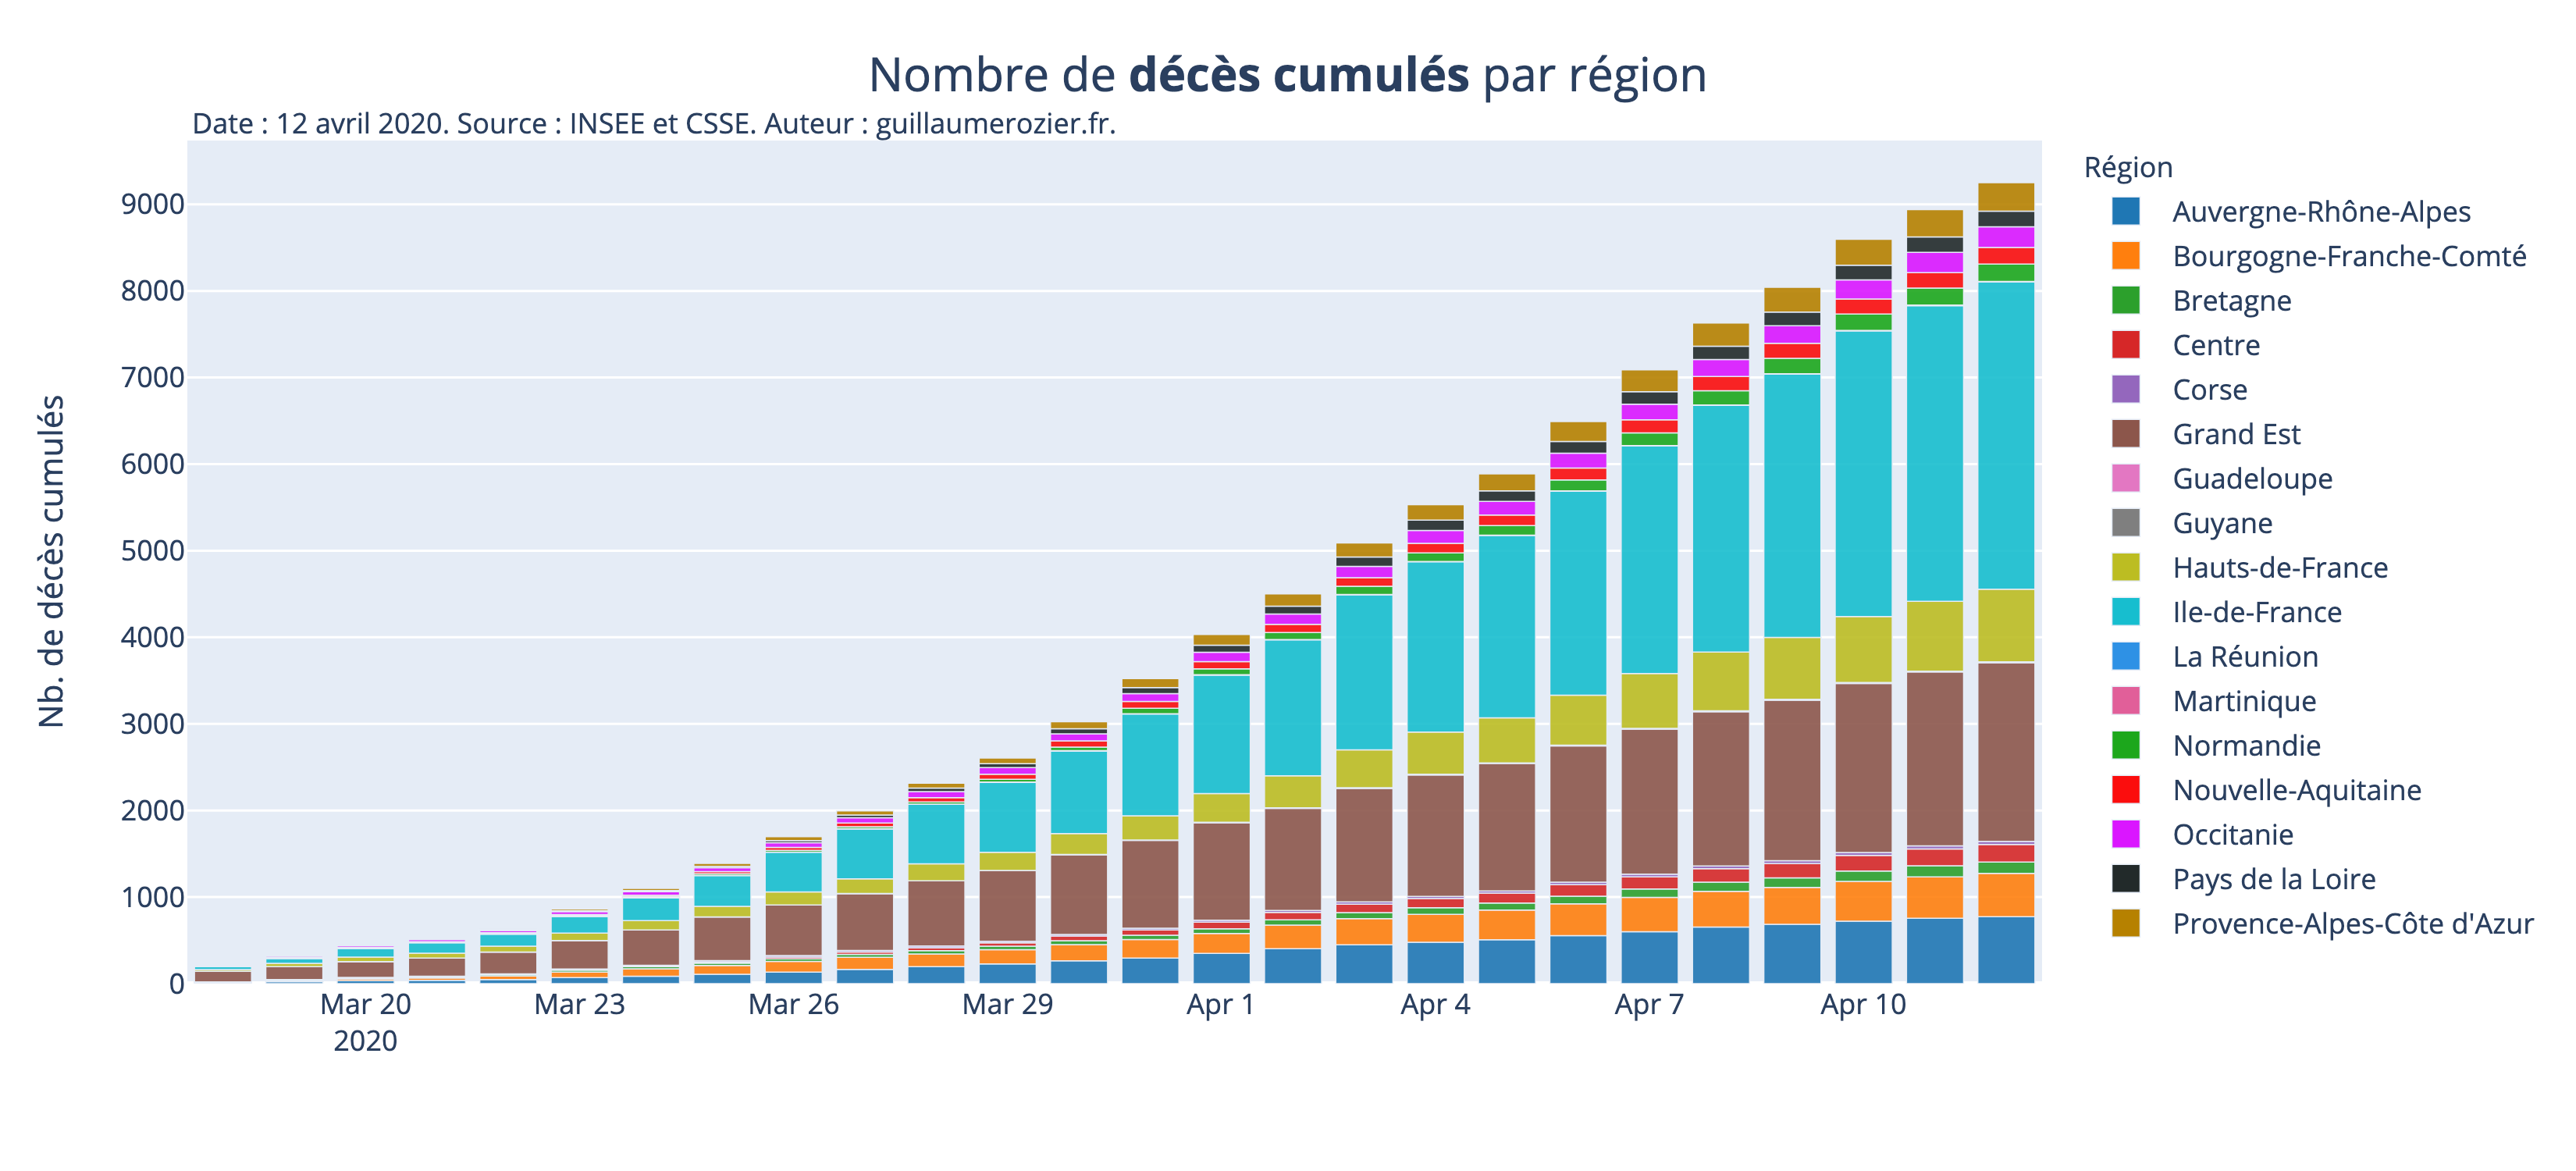 Nombre de décès cumulés par région
Date : 12 avril 2020. Source : INSEE et CSSE. Auteur : guillaumerozier.fr.
Nb. de décès cumulés
9000
8000
7000
6000
5000
4000
3000
2000
1000
0
Mar 20 Mar 23 Mar 26 Mar 29 Apr 1 Apr 4 Apr 7 Apr 10
2020
Région
Auvergne-Rhône-Alpes
Bourgogne-Franche-Comté
Bretagne
Centre
Corse
Grand Est
Guadeloupe
Guyane
Hauts-de-France
Ile-de-France
La Réunion
Martinique
Normandie
Nouvelle-Aquitaine
Occitanie
Pays de la Loire
Provence-Alpes-Côte d'Azur